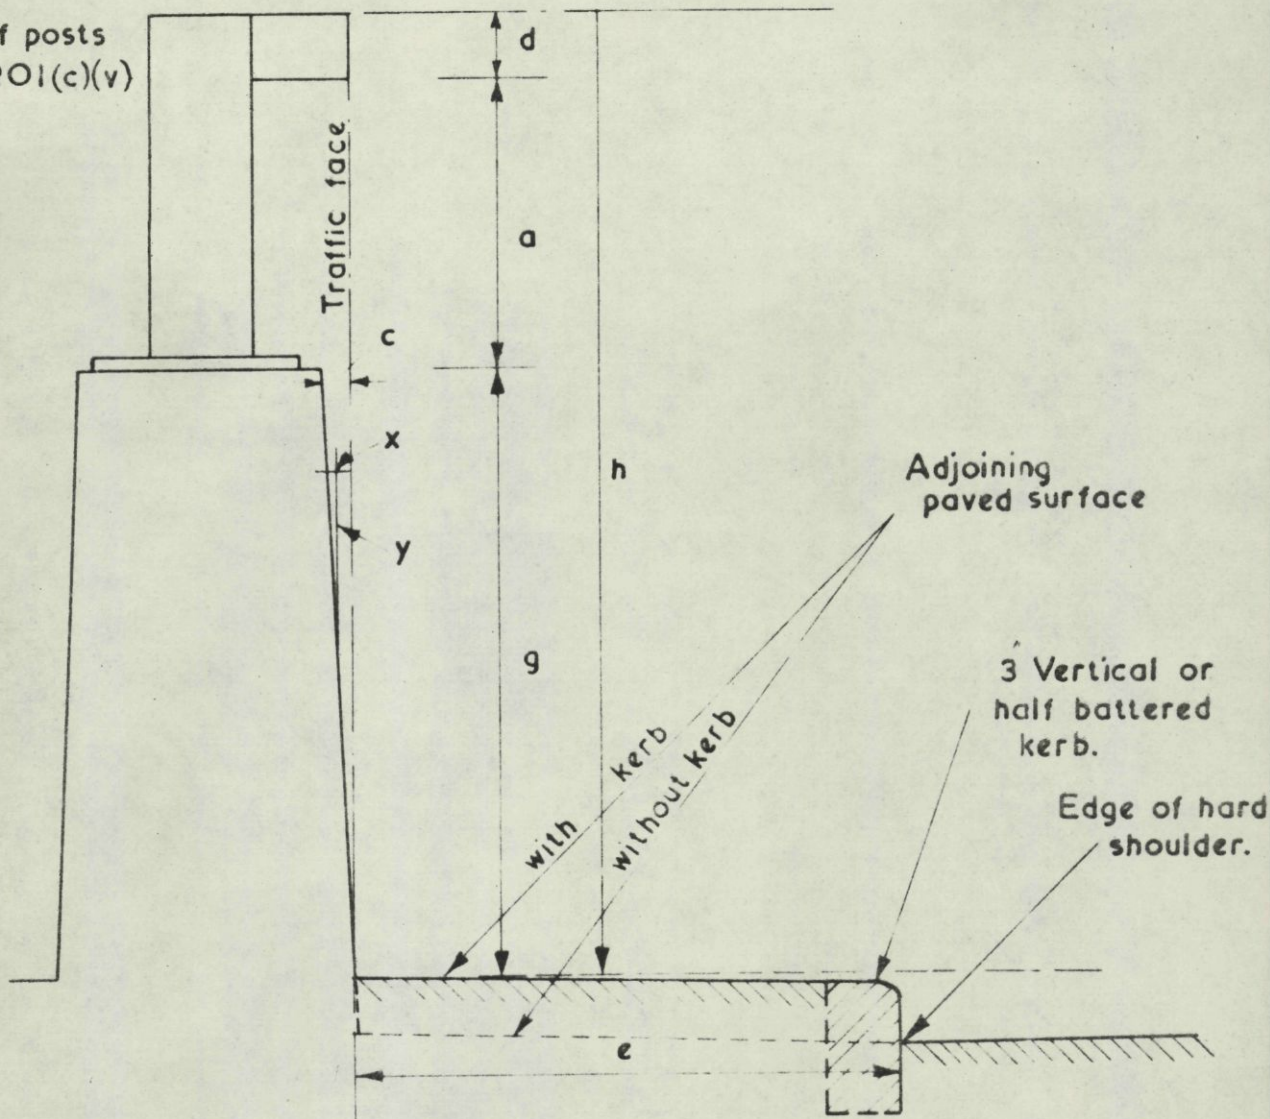 f posts
201(c)(v)
d
Traffic face
a
c
x
h
Adjoining
paved surface
y
g
3 Vertical or
half battered
kerb.
with kerb
without kerb
Edge of hard
shoulder.
e